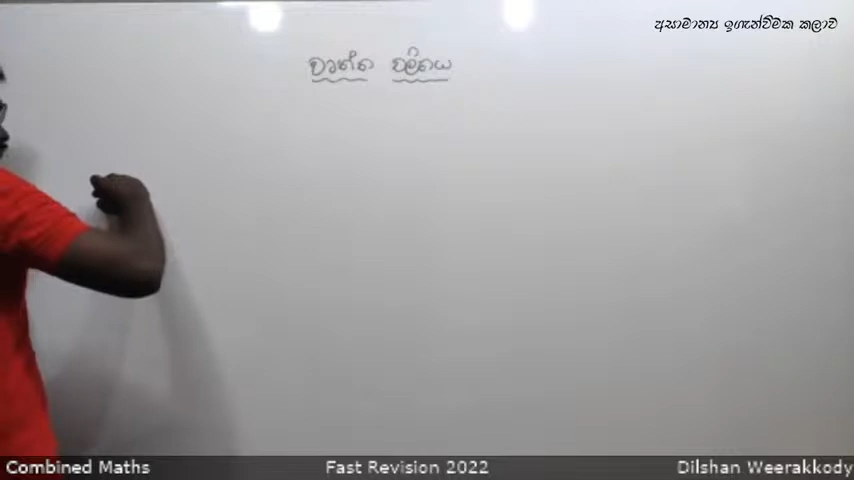 අසාමාන්‍ය ඉගැන්වීමක කලාව
වෘත්ත චලිතය
Combined Maths
Fast Revision 2022
Dilshan Weerakkody